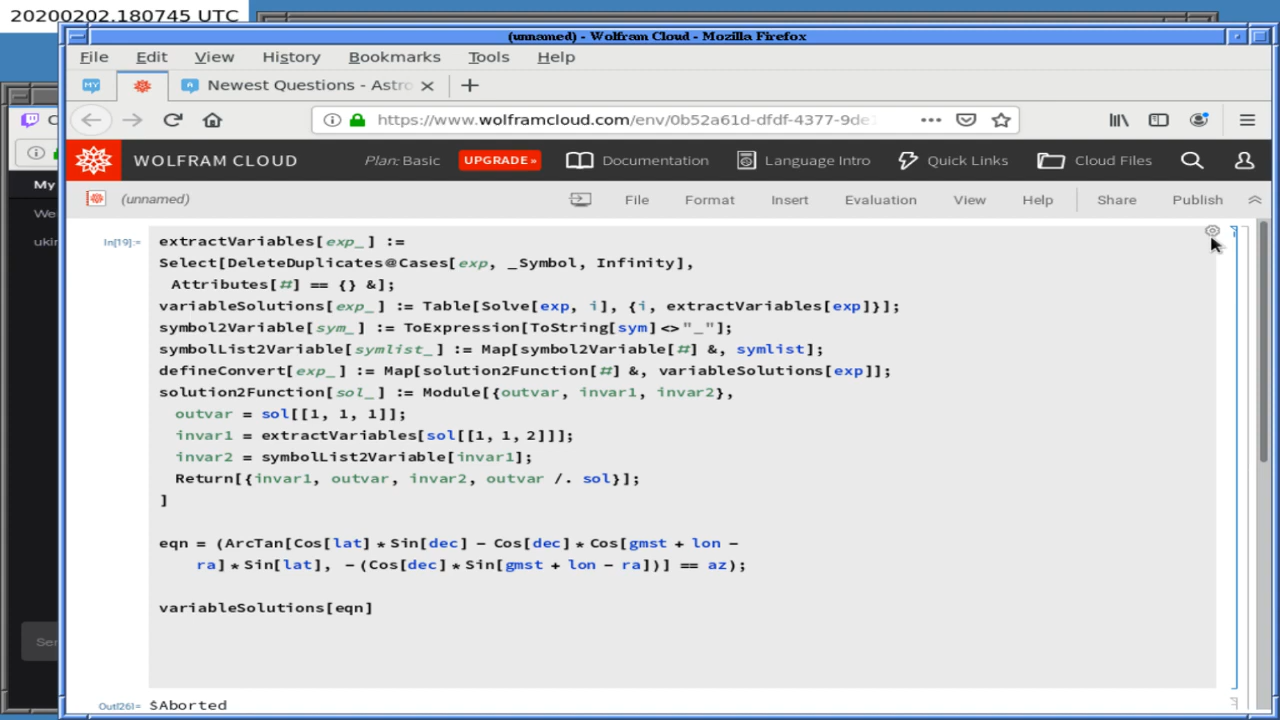 20200202.180745 UTC
(unnamed) - Wolfram Cloud - Mozilla Firefox
File Edit View History Bookmarks Tools Help
MY Newest Questions - Astro
https://www.wolframcloud.com/env/0b52a61d-dfdf-4377-9de
WOLFRAM CLOUD Plan: Basic UPGRADE » Documentation Language Intro Quick Links Cloud Files
(unnamed) File Format Insert Evaluation View Help Share Publish
My
We
ukin
Sen
In[19]:= extractVariables[exp_] :=
Select[DeleteDuplicates@Cases[exp, _Symbol, Infinity],
Attributes[#] == {} &];
variableSolutions[exp_] := Table[Solve[exp, i], {i, extractVariables[exp]}];
symbol2Variable[sym_] := ToExpression[ToString[sym]<>"_"];
symbolList2Variable[symlist_] := Map[symbol2Variable[#] &, symlist];
defineConvert[exp_] := Map[solution2Function[#] &, variableSolutions[exp]];
solution2Function[sol_] := Module[{outvar, invar1, invar2},
outvar = sol[[1, 1, 1]];
invar1 = extractVariables[sol[[1, 1, 2]]];
invar2 = symbolList2Variable[invar1];
Return[{invar1, outvar, invar2, outvar /. sol}];
]
eqn = (ArcTan[Cos[lat]*Sin[dec] - Cos[dec]*Cos[gmst + lon -
ra]*Sin[lat], -(Cos[dec]*Sin[gmst + lon - ra])] == az);
variableSolutions[eqn]
Out[26]= $Aborted